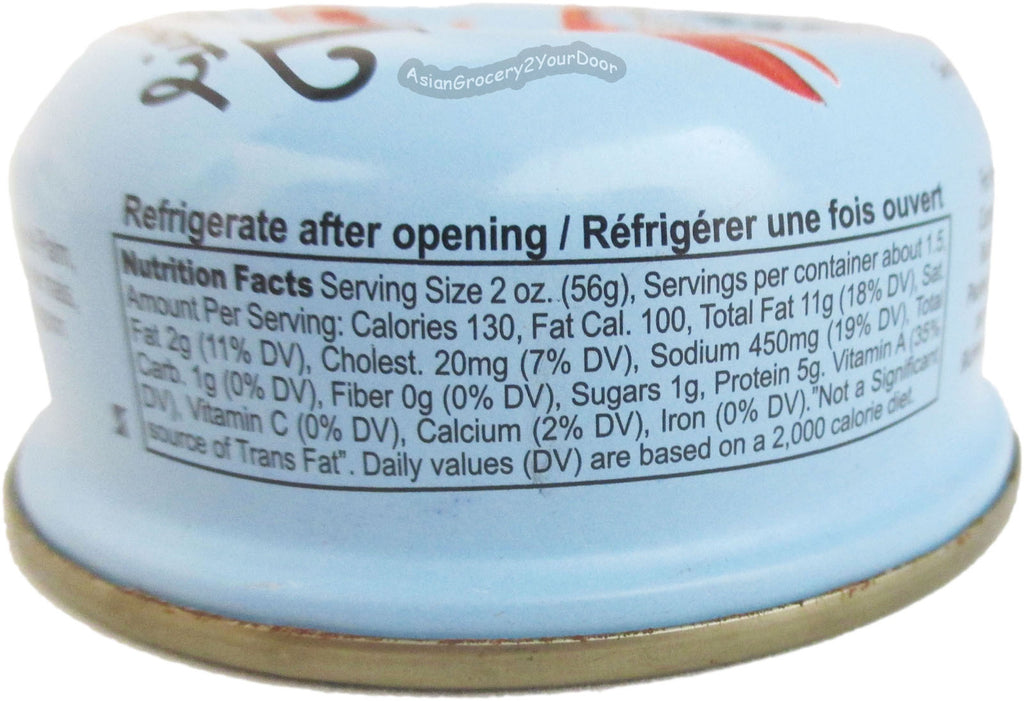 AsianGrocery2YourDoor
Refrigerate after opening / Réfrigérer une fois ouvert
Nutrition Facts Serving Size 2 oz. (56g), Servings per container about 1.5,
Amount Per Serving: Calories 130, Fat Cal. 100, Total Fat 11g (18% DV), Sat.
Fat 2g (11% DV), Cholest. 20mg (7% DV), Sodium 450mg (19% DV), Total
Carb. 1g (0% DV), Fiber 0g (0% DV), Sugars 1g, Protein 5g. Vitamin A (35%
DV), Vitamin C (0% DV), Calcium (2% DV), Iron (0% DV)."Not a Significant
source of Trans Fat". Daily values (DV) are based on a 2,000 calorie diet.